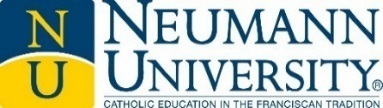 N
U
NEUMANN
UNIVERSITY®
CATHOLIC EDUCATION IN THE FRANCISCAN TRADITION